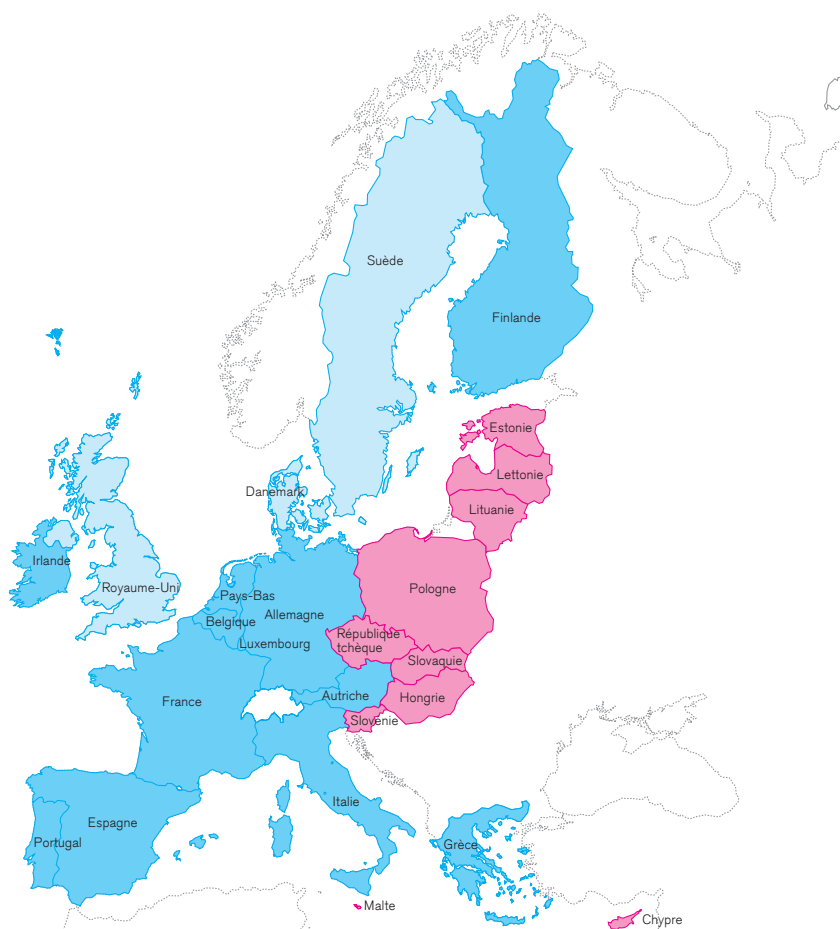 Suède
Finlande
Estonie
Lettonie
Danemark
Lituanie
Irlande
Royaume-Uni
Pays-Bas
Pologne
Allemagne
Belgique
République
tchèque
Luxembourg
Slovaquie
France
Autriche
Hongrie
Slovénie
Italie
Espagne
Portugal
Grèce
Malte
Chypre